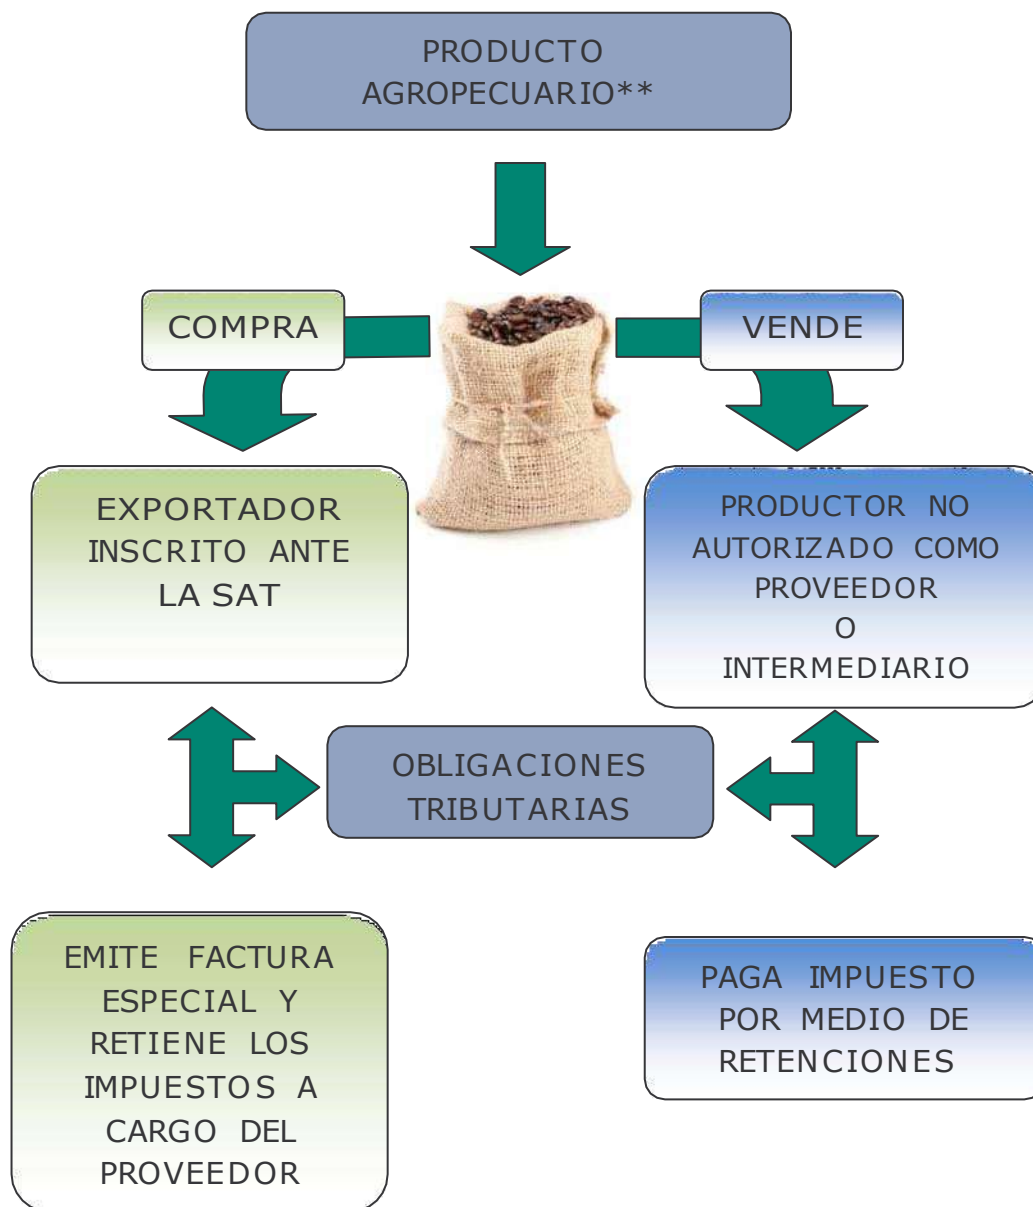 PRODUCTO
AGROPECUARIO**
COMPRA
VENDE
EXPORTADOR
INSCRITO ANTE
LA SAT
PRODUCTOR NO
AUTORIZADO COMO
PROVEEDOR
O
INTERMEDIARIO
OBLIGACIONES
TRIBUTARIAS
EMITE FACTURA
ESPECIAL Y
RETIENE LOS
IMPUESTOS A
CARGO DEL
PROVEEDOR
PAGA IMPUESTO
POR MEDIO DE
RETENCIONES